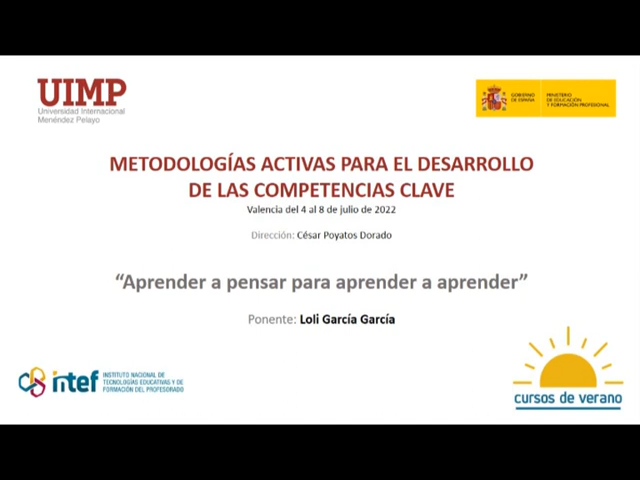 UIMP
Universidad Internacional
Menéndez Pelayo
GOBIERNO
DE ESPAÑA
MINISTERIO
DE EDUCACIÓN
Y FORMACIÓN PROFESIONAL
METODOLOGÍAS ACTIVAS PARA EL DESARROLLO
DE LAS COMPETENCIAS CLAVE
Valencia del 4 al 8 de julio de 2022
Dirección: César Poyatos Dorado
“Aprender a pensar para aprender a aprender”
Ponente: Loli García García
intef
INSTITUTO NACIONAL DE
TECNOLOGÍAS EDUCATIVAS Y DE
FORMACIÓN DEL PROFESORADO
cursos de verano